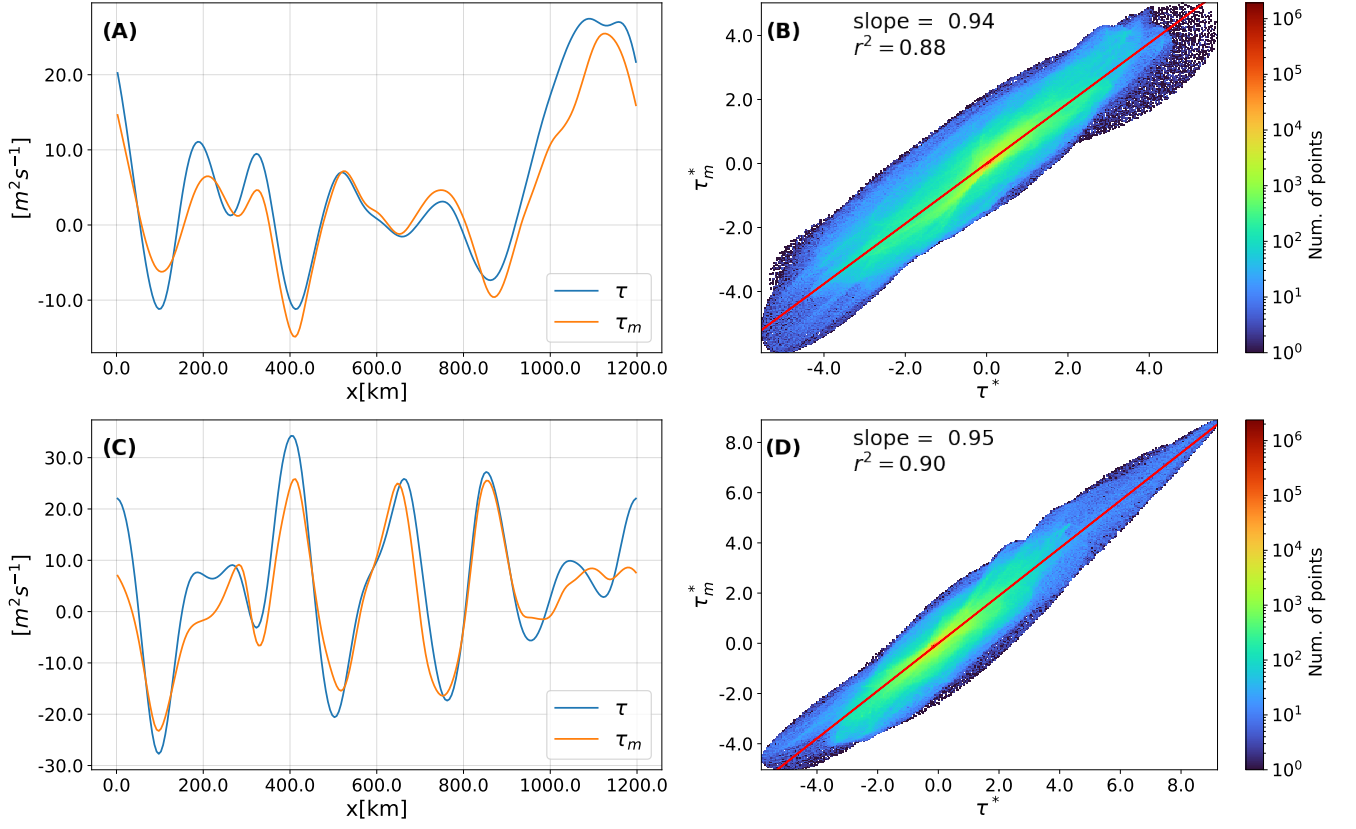 (A)
[m²s⁻¹]
20.0
10.0
0.0
-10.0
0.0 200.0 400.0 600.0 800.0 1000.0 1200.0
x[km]
τ
τₘ
(B)
slope = 0.94
r² = 0.88
τ*ₘ
4.0
2.0
0.0
-2.0
-4.0
-4.0 -2.0 0.0 2.0 4.0
τ*
10⁶
10⁵
10⁴
10³
10²
10¹
10⁰
Num. of points
(C)
[m²s⁻¹]
30.0
20.0
10.0
0.0
-10.0
-20.0
-30.0
0.0 200.0 400.0 600.0 800.0 1000.0 1200.0
x[km]
τ
τₘ
(D)
slope = 0.95
r² = 0.90
τ*ₘ
8.0
6.0
4.0
2.0
0.0
-2.0
-4.0
-4.0 -2.0 0.0 2.0 4.0 6.0 8.0
τ*
10⁶
10⁵
10⁴
10³
10²
10¹
10⁰
Num. of points